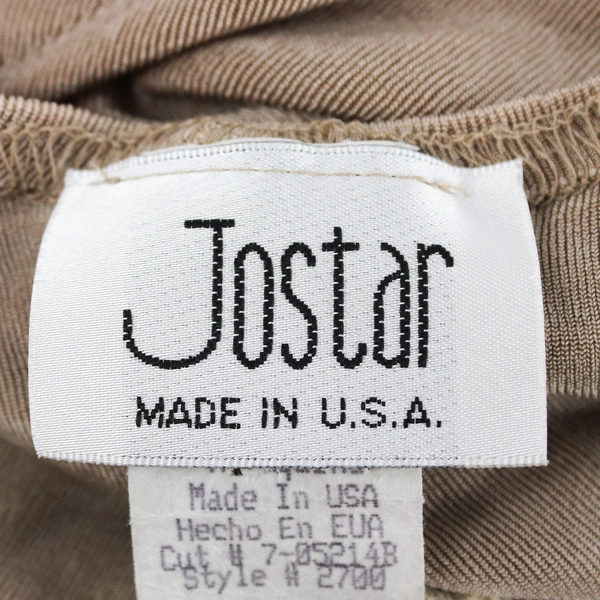 Jostar
MADE IN U.S.A.
Made In USA
Hecho En EUA
Cut # 7-05214B
Style # 2700